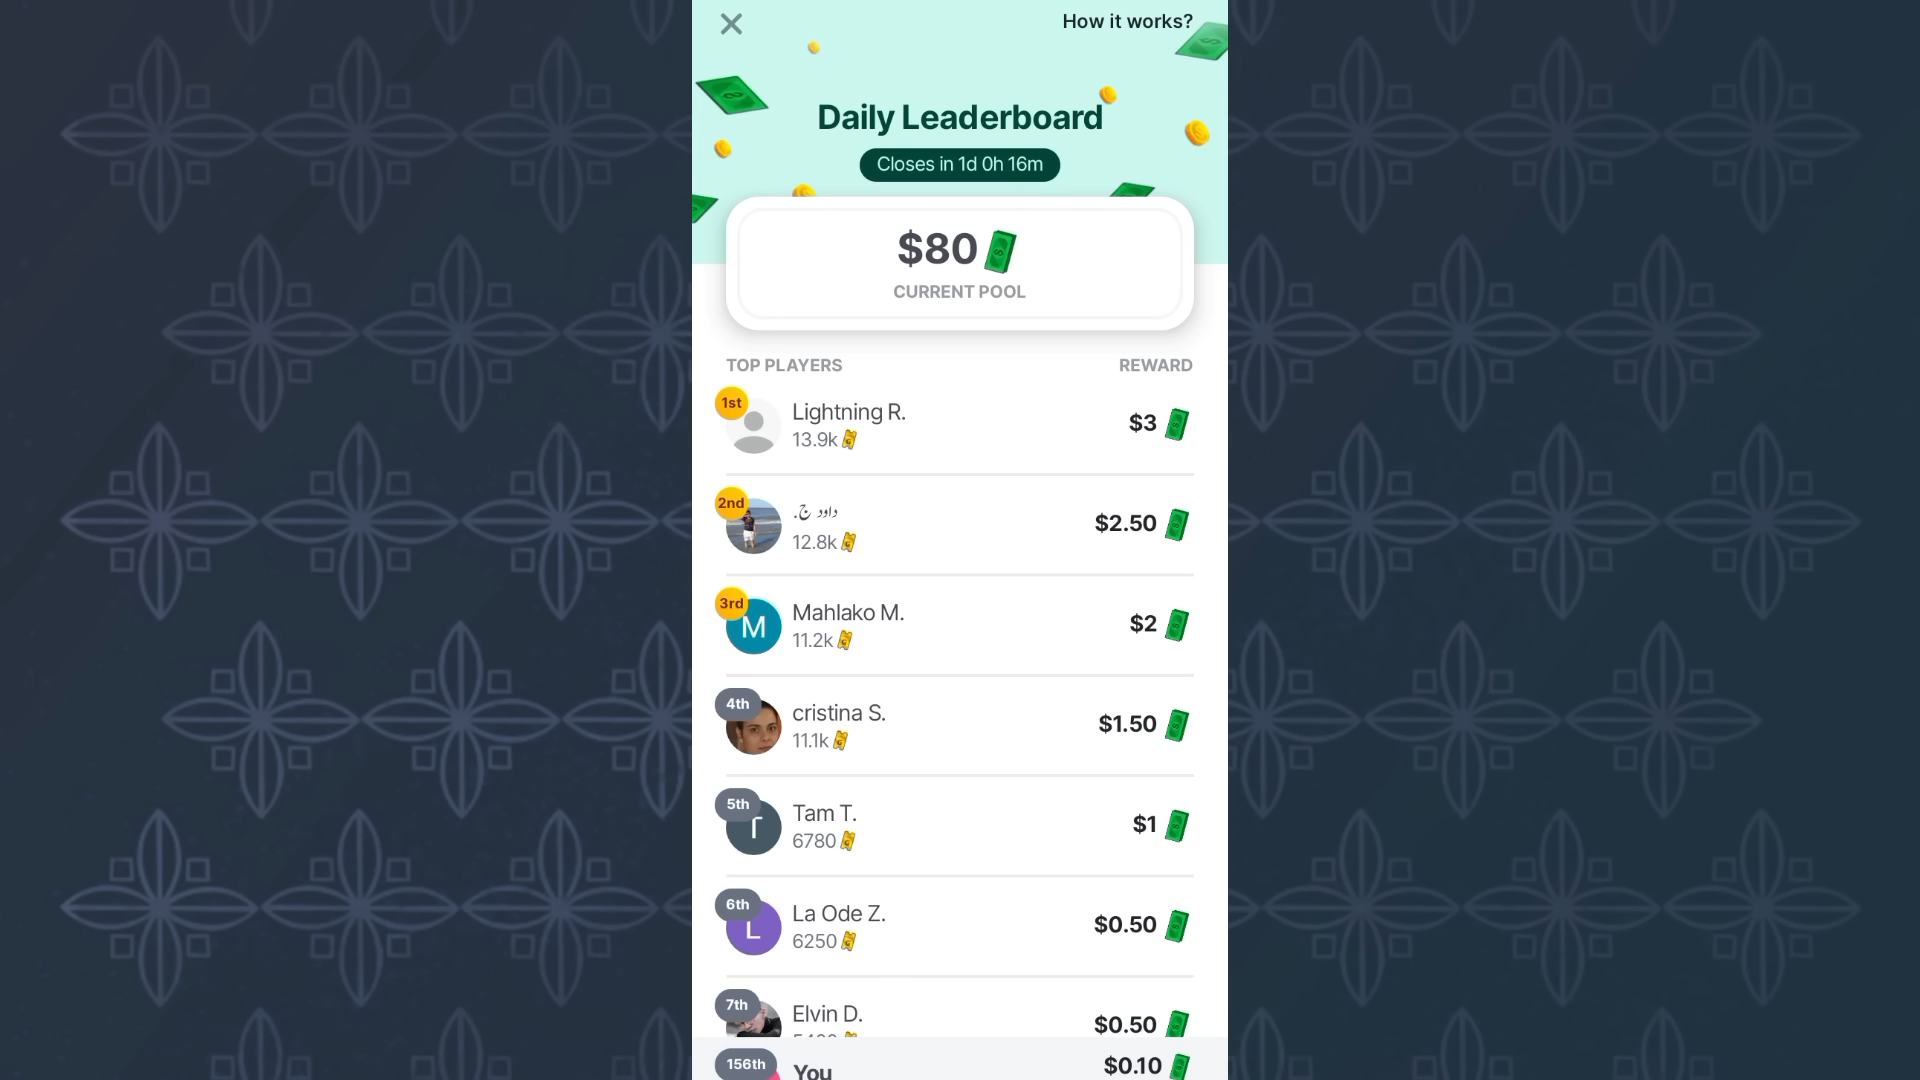 How it works?
Daily Leaderboard
Closes in 1d 0h 16m
$80
CURRENT POOL
TOP PLAYERS REWARD
1st
Lightning R.
13.9k
$3
2nd
داود ج.
12.8k
$2.50
3rd
M
Mahlako M.
11.2k
$2
4th
cristina S.
11.1k
$1.50
5th
T
Tam T.
6780
$1
6th
L
La Ode Z.
6250
$0.50
7th
Elvin D.
$0.50
156th
You
$0.10